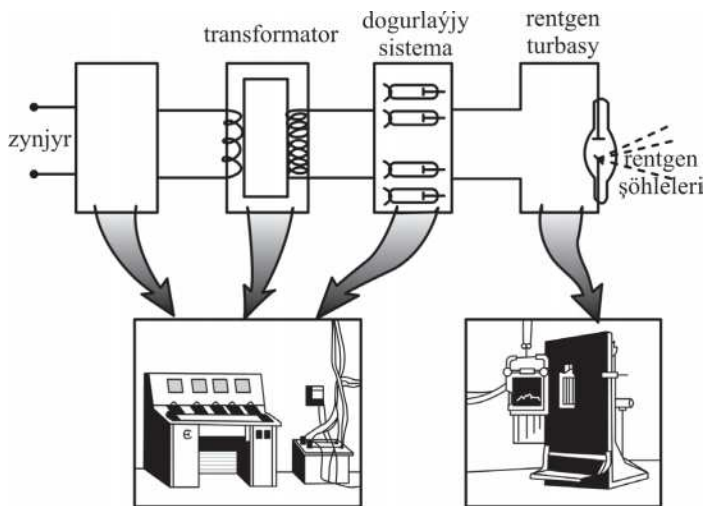 transformator
dogurlaýjy
sistema
rentgen
turbasy
zynjyr
rentgen
şöhleleri